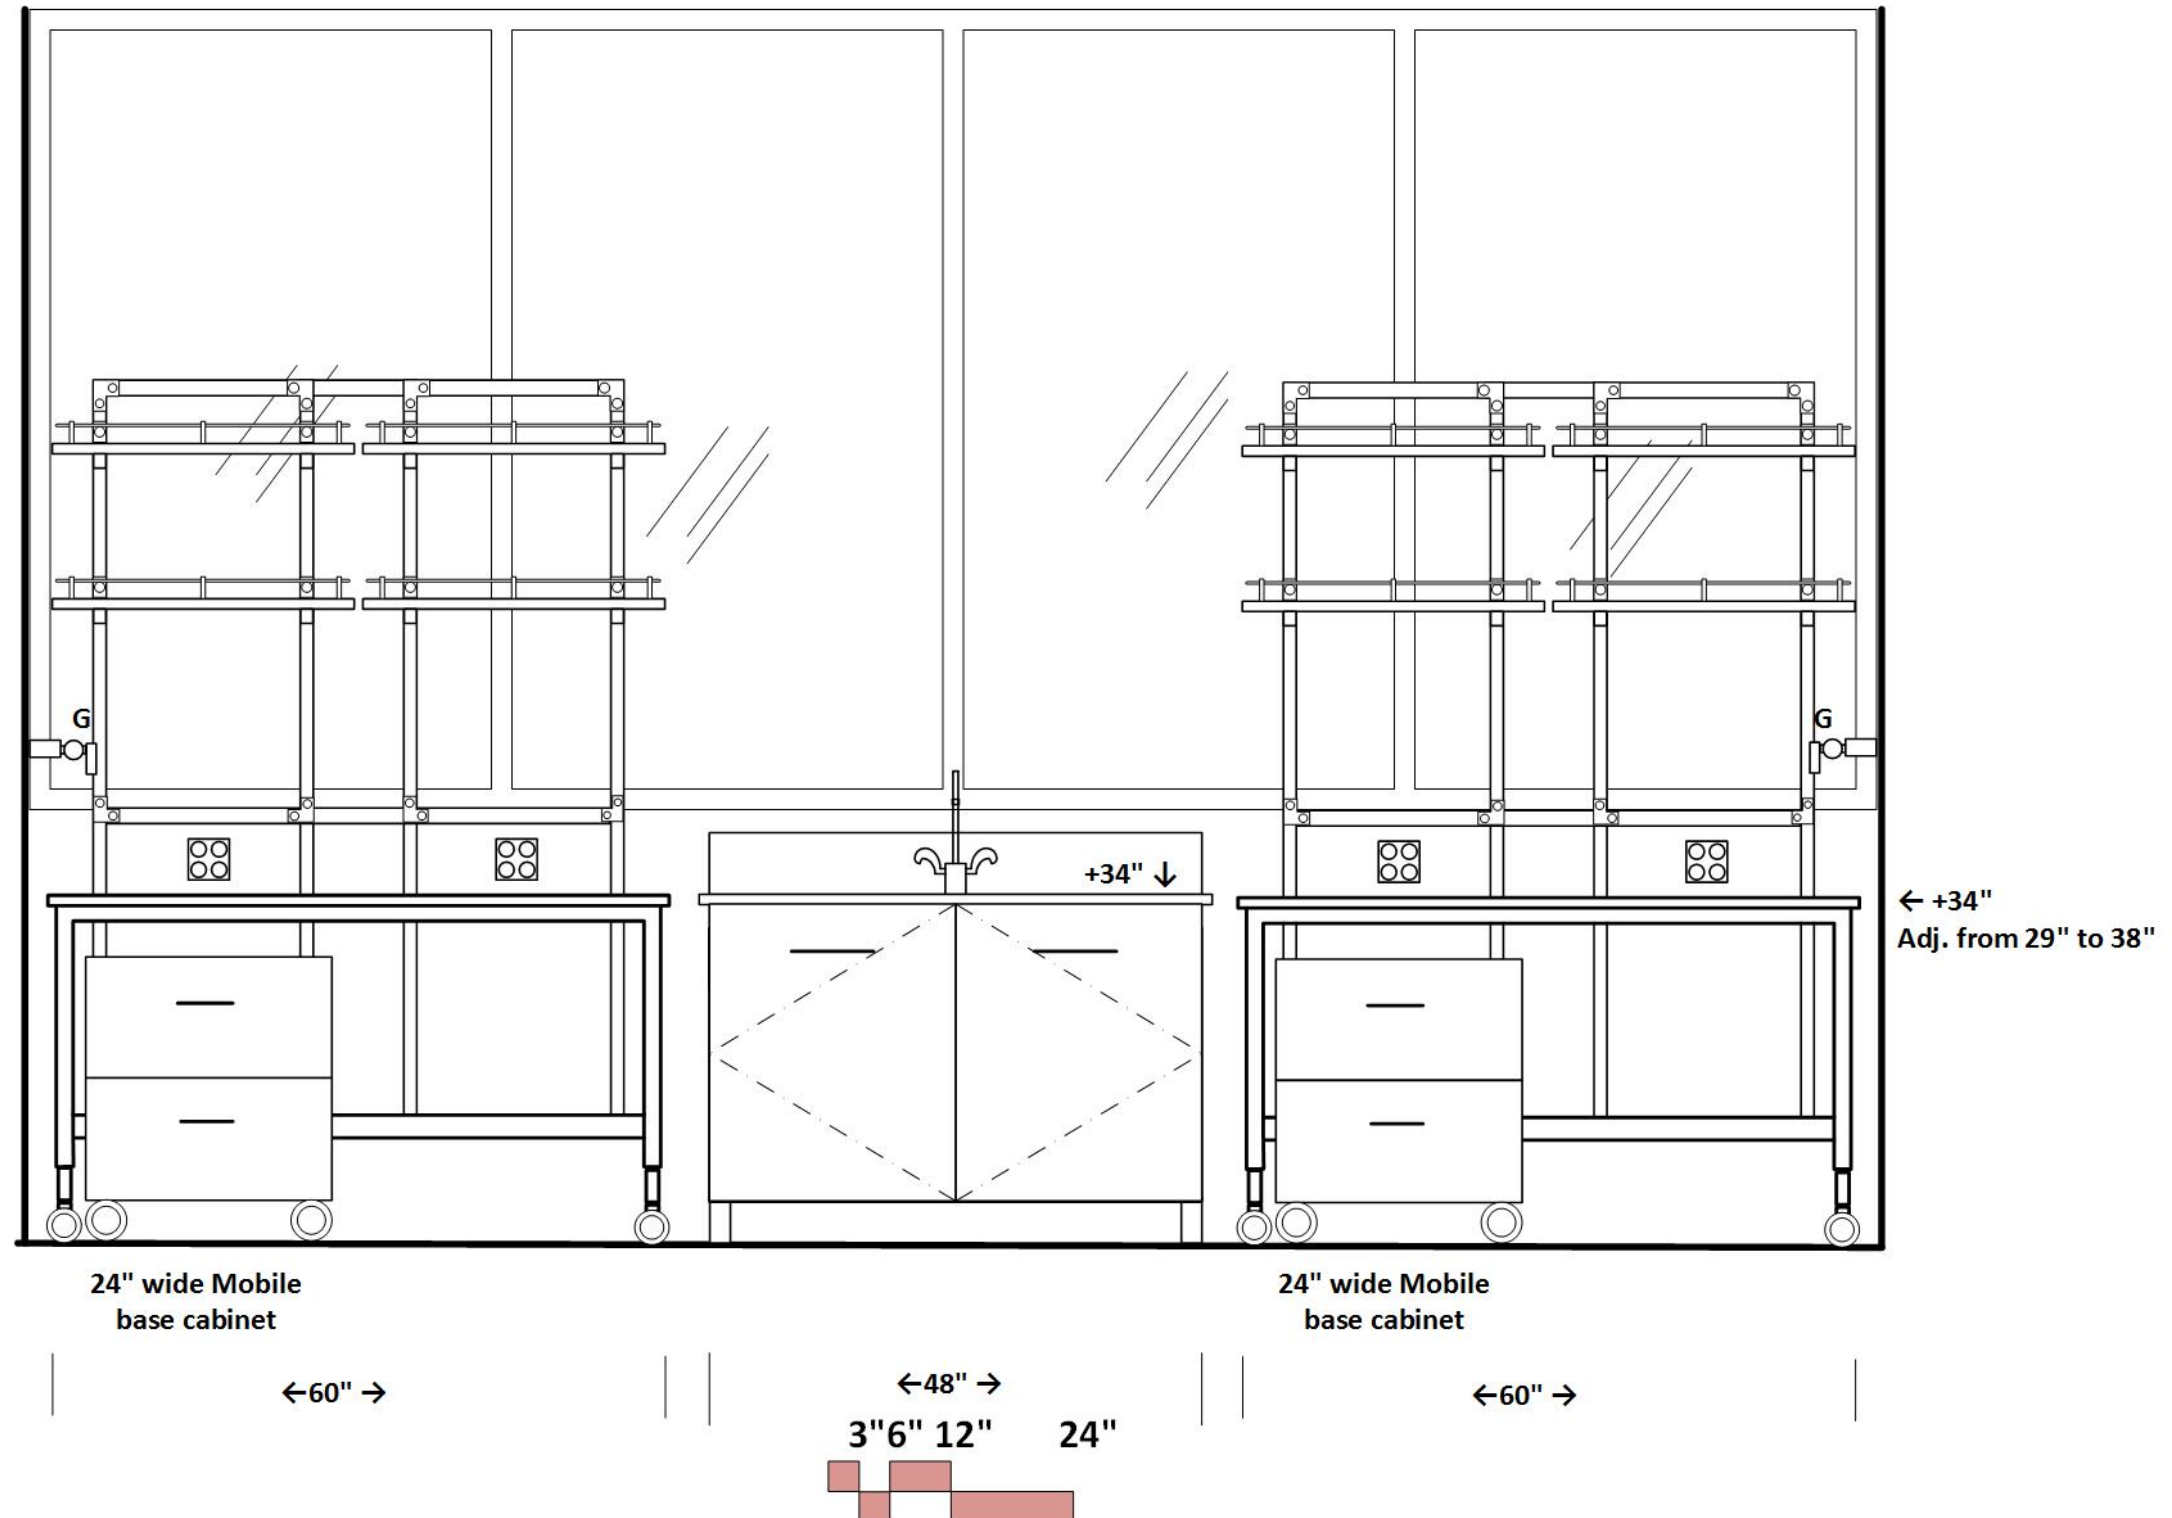 G
G
+34" ↓
← +34"
Adj. from 29" to 38"
24" wide Mobile
base cabinet
24" wide Mobile
base cabinet
←60" →
←48" →
←60" →
3"6" 12" 24"